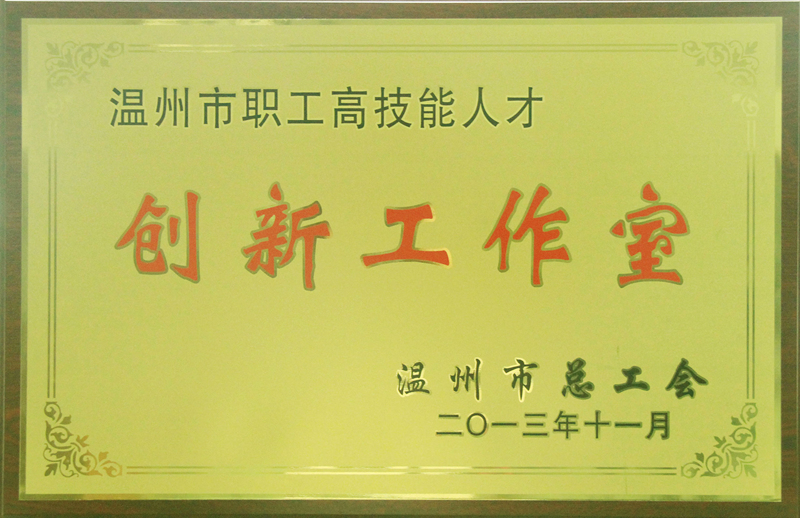 温州市职工高技能人才
创新工作室
温州市总工会
二〇一三年十一月